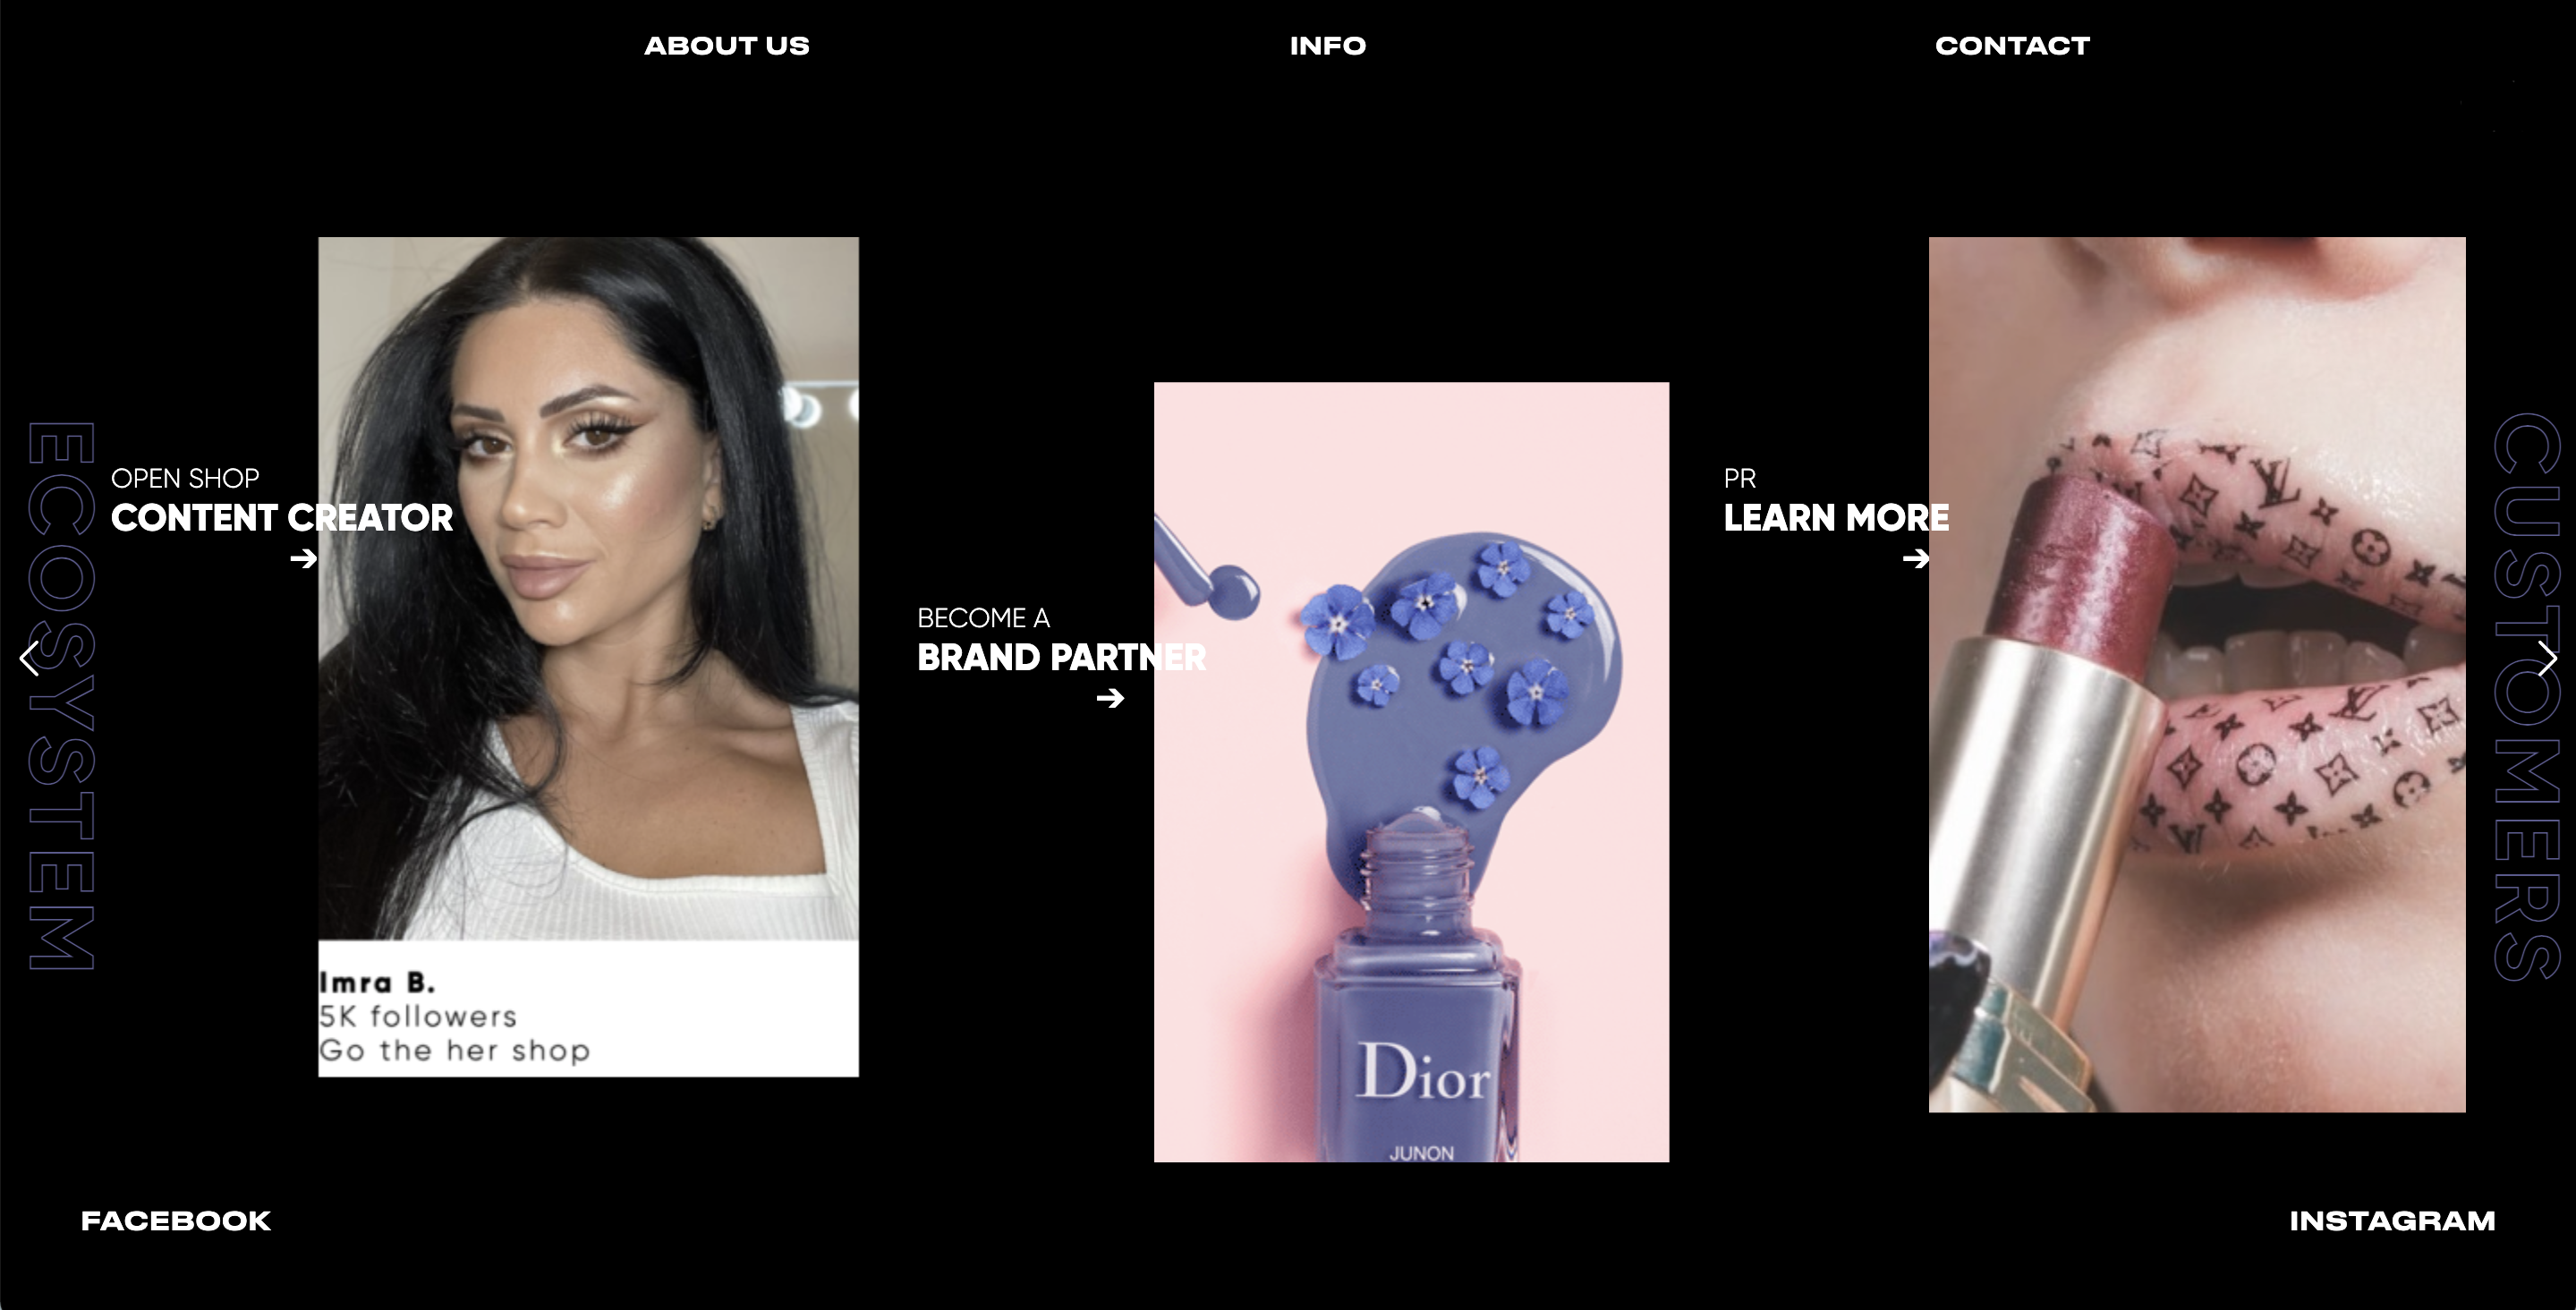 ABOUT US
INFO
CONTACT
ECOSYSTEM
OPEN SHOP
CONTENT CREATOR
Imra B.
5K followers
Go the her shop
BECOME A
BRAND PARTNER
Dior
JUNON
PR
LEARN MORE
CUSTOMERS
FACEBOOK
INSTAGRAM